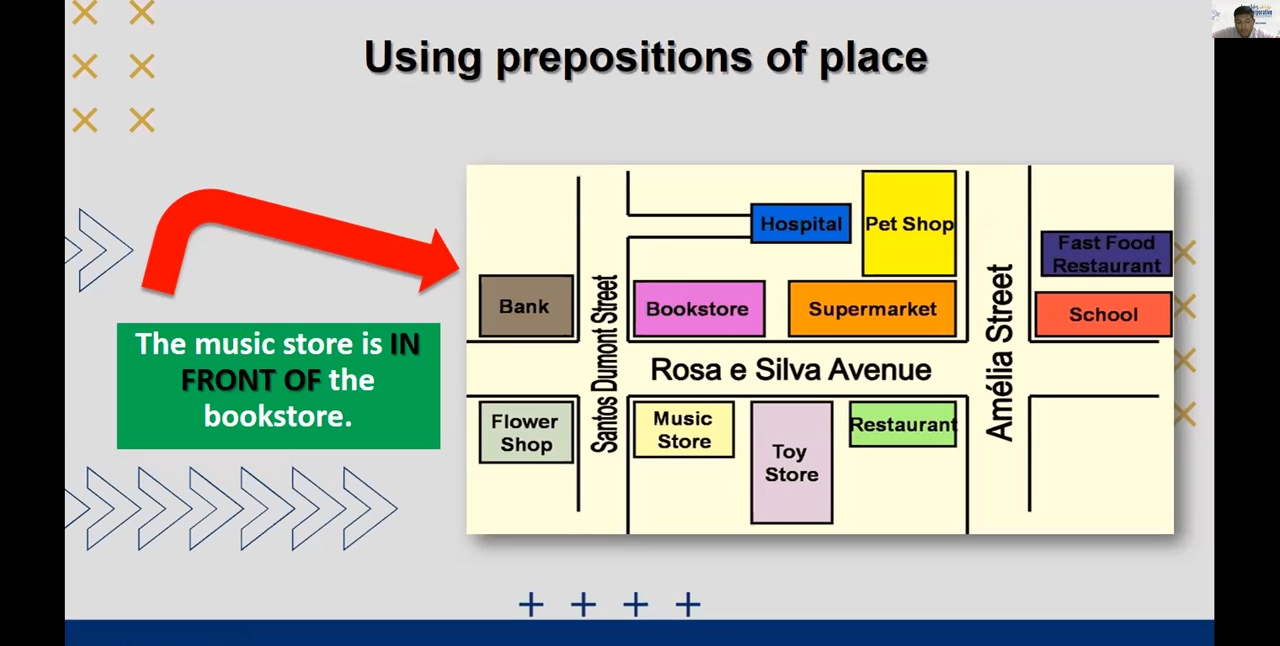 Using prepositions of place
The music store is IN
FRONT OF the
bookstore.
Hospital
Pet Shop
Fast Food
Restaurant
Bank
Bookstore
Supermarket
School
Santos Dumont Street
Rosa e Silva Avenue
Amélia Street
Flower
Shop
Music
Store
Toy
Store
Restaurant